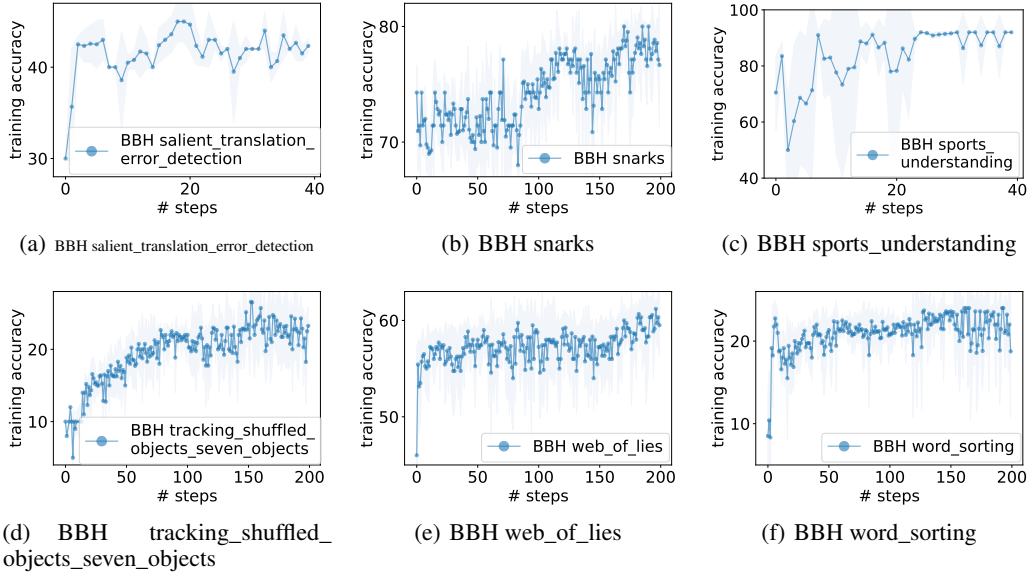 training accuracy
40
30
BBH salient_translation_
error_detection
0
20
40
# steps
(a) BBH salient_translation_error_detection
training accuracy
80
70
BBH snarks
0
50
100
150
200
# steps
(b) BBH snarks
training accuracy
100
80
60
40
BBH sports_
understanding
0
20
40
# steps
(c) BBH sports_understanding
training accuracy
20
10
BBH tracking_shuffled_
objects_seven_objects
0
50
100
150
200
# steps
(d) BBH tracking_shuffled_
objects_seven_objects
training accuracy
60
50
BBH web_of_lies
0
50
100
150
200
# steps
(e) BBH web_of_lies
training accuracy
20
10
BBH word_sorting
0
50
100
150
200
# steps
(f) BBH word_sorting